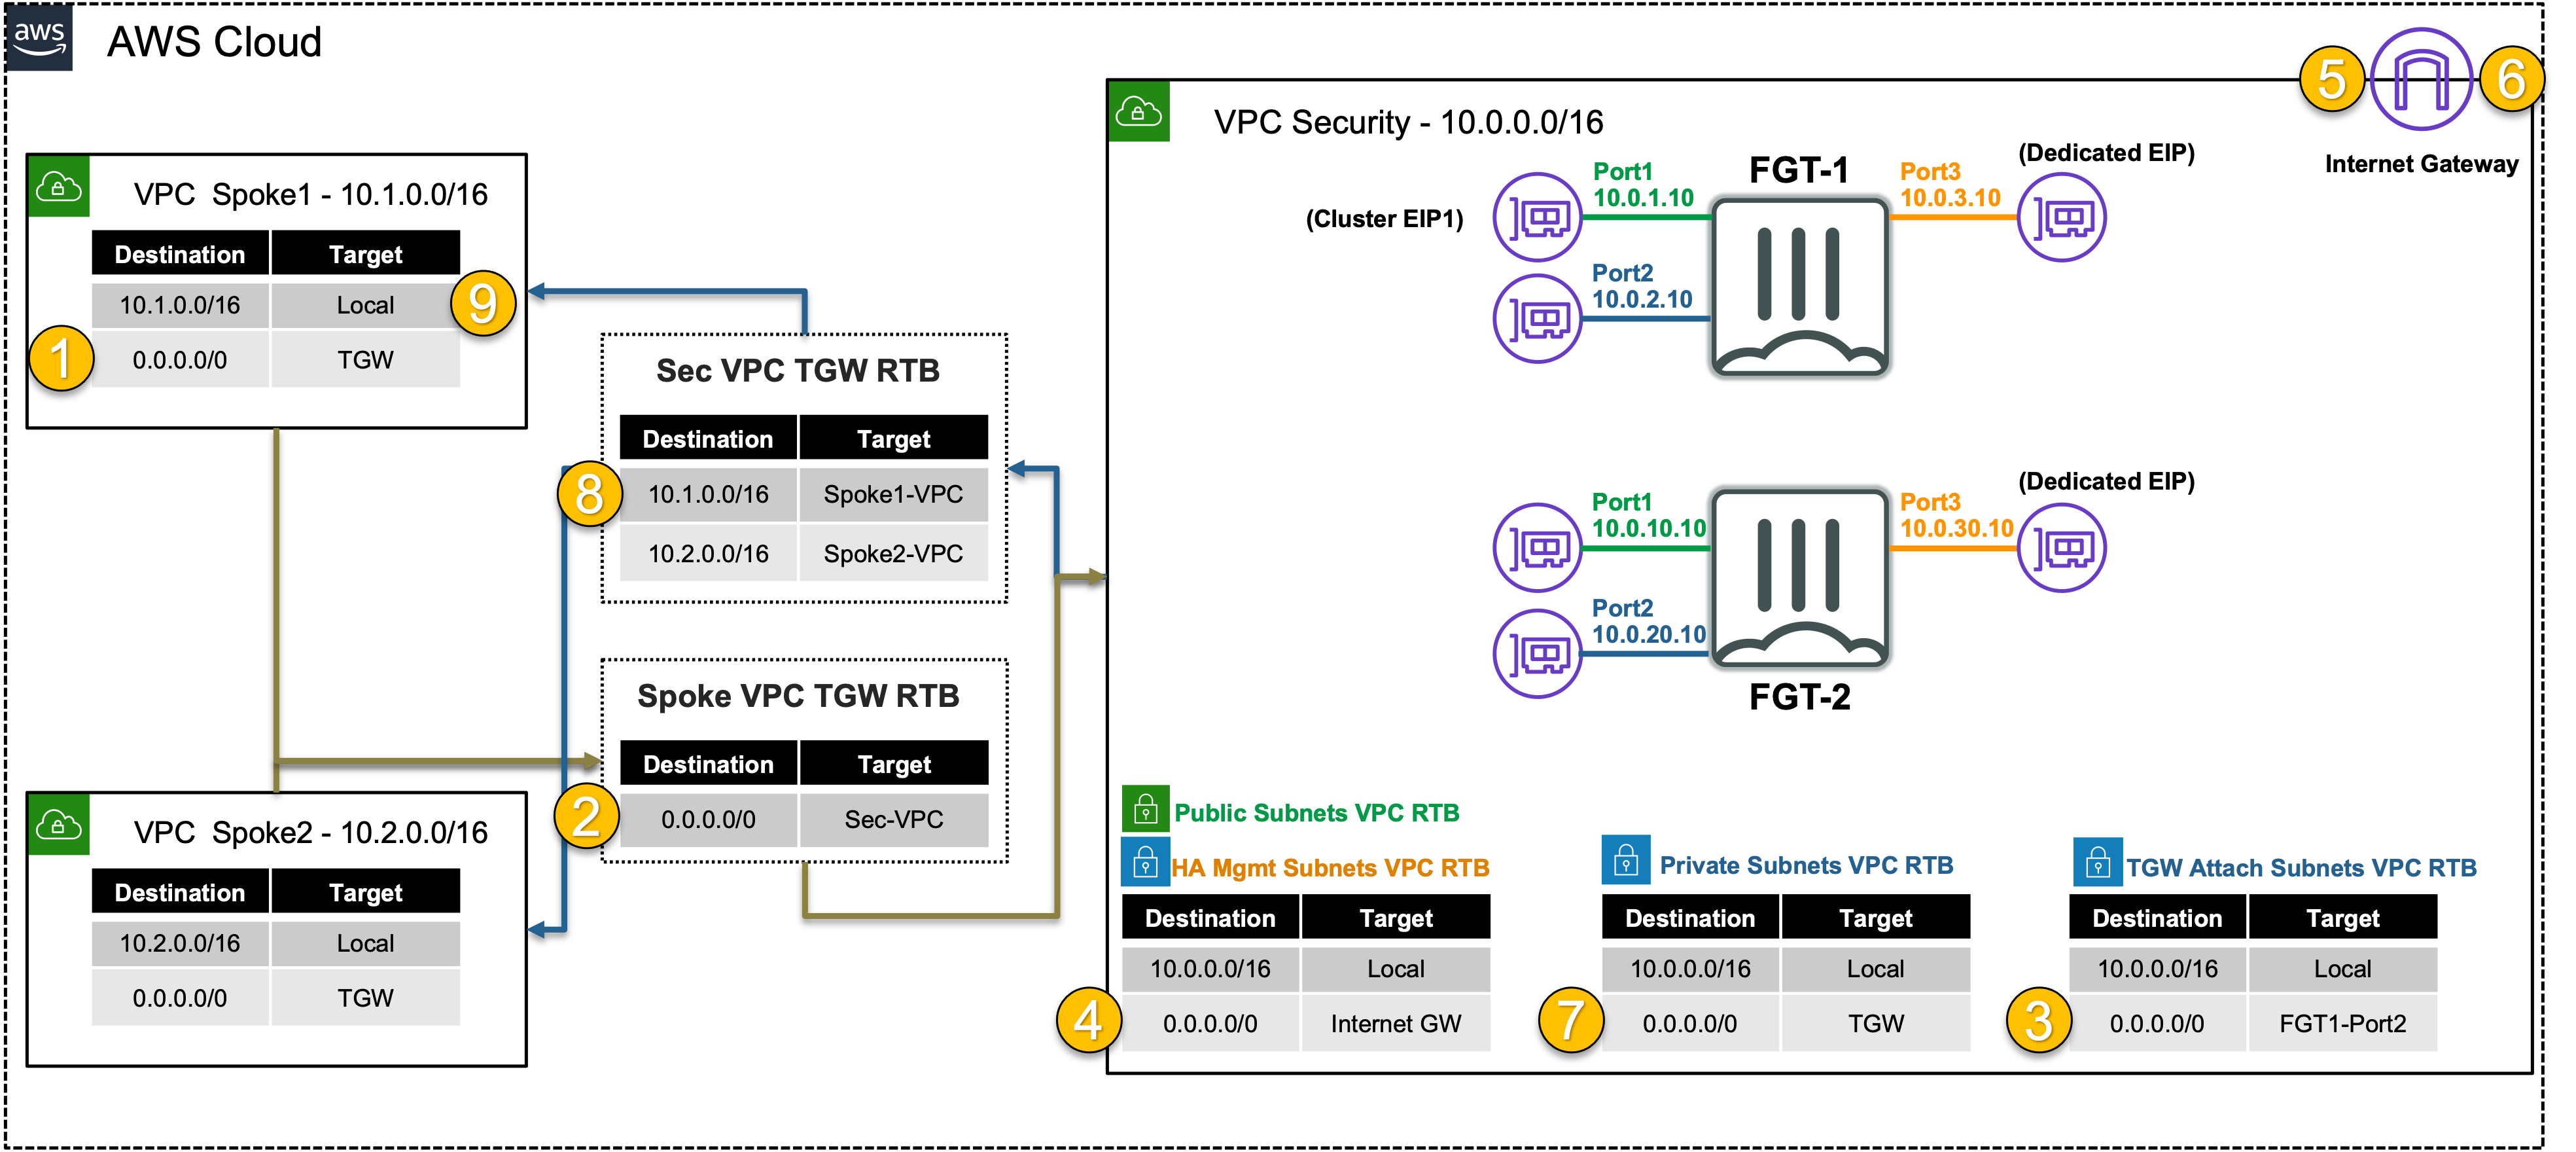 aws
AWS Cloud
5
6
Internet Gateway
VPC Spoke1 - 10.1.0.0/16
Destination Target
10.1.0.0/16 Local
9
1
0.0.0.0/0 TGW
Sec VPC TGW RTB
Destination Target
8
10.1.0.0/16 Spoke1-VPC
10.2.0.0/16 Spoke2-VPC
Spoke VPC TGW RTB
Destination Target
2
0.0.0.0/0 Sec-VPC
VPC Spoke2 - 10.2.0.0/16
Destination Target
10.2.0.0/16 Local
0.0.0.0/0 TGW
VPC Security - 10.0.0.0/16
(Cluster EIP1)
Port1
10.0.1.10
Port2
10.0.2.10
FGT-1
Port3
10.0.3.10
(Dedicated EIP)
Port1
10.0.10.10
Port2
10.0.20.10
FGT-2
Port3
10.0.30.10
(Dedicated EIP)
Public Subnets VPC RTB
HA Mgmt Subnets VPC RTB
Destination Target
10.0.0.0/16 Local
4
0.0.0.0/0 Internet GW
Private Subnets VPC RTB
Destination Target
10.0.0.0/16 Local
7
0.0.0.0/0 TGW
TGW Attach Subnets VPC RTB
Destination Target
10.0.0.0/16 Local
3
0.0.0.0/0 FGT1-Port2